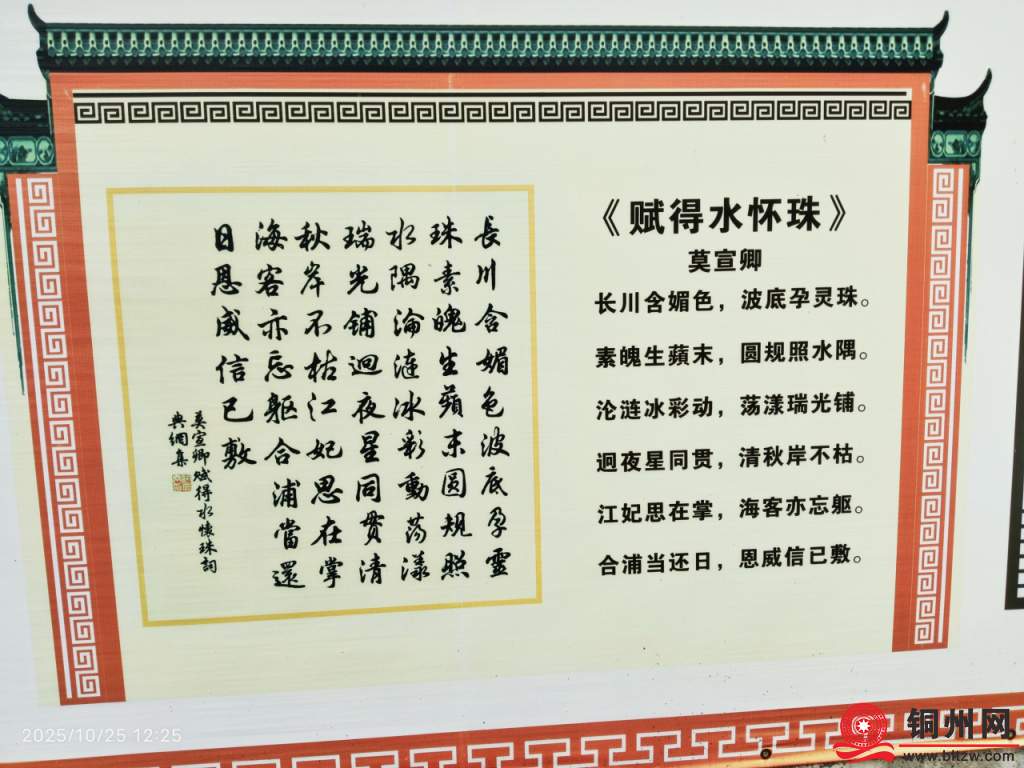 《赋得水怀珠》
莫宣卿
长川含媚色，波底孕灵珠。
素魄生蘋末，圆规照水隅。
沦涟冰彩动，荡漾瑞光铺。
迥夜星同贯，清秋岸不枯。
江妃思在掌，海客亦忘躯。
合浦当还日，恩威信已敷。
長川含媚色波底孕靈
珠素魄生蘋末圓規照
水隅淪漣冰彩動蕩漾
瑞光鋪迥夜星同貫清
秋岸不枯江妃思在掌
海客亦忘軀合浦當還
日恩威信已敷
莫宣卿賦得水懷珠詞
典網集
2025/10/25 12:25
铜州网
www.bkzw.com